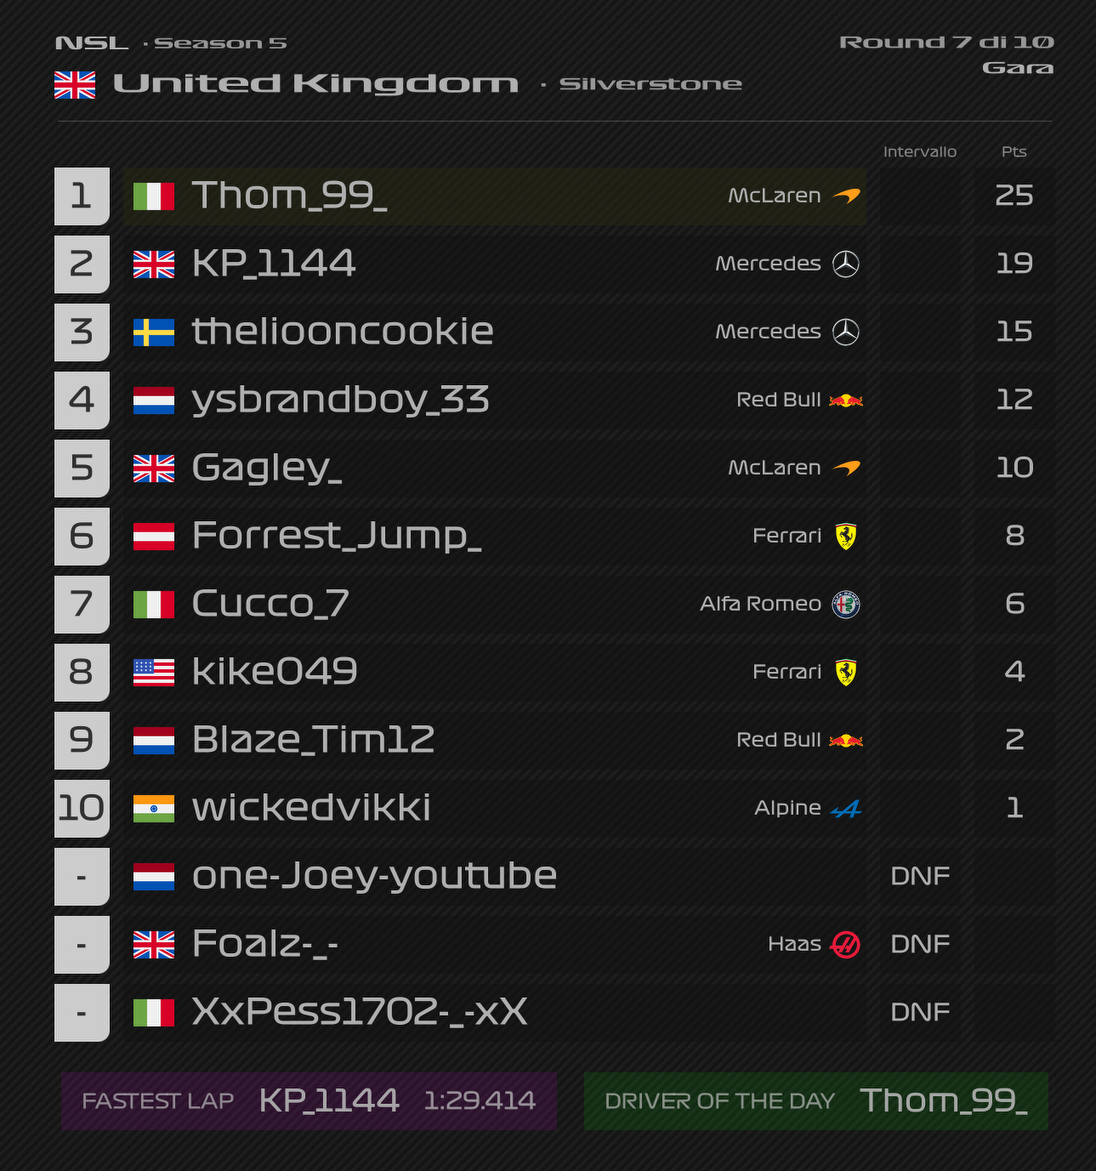 NSL · Season 5
Round 7 di 10
Gara
United Kingdom · Silverstone
Intervallo Pts
1 Thom_99_ McLaren 25
2 KP_1144 Mercedes 19
3 theliooncookie Mercedes 15
4 ysbrandboy_33 Red Bull 12
5 Gagley_ McLaren 10
6 Forrest_Jump_ Ferrari 8
7 Cucco_7 Alfa Romeo 6
8 kike049 Ferrari 4
9 Blaze_Tim12 Red Bull 2
10 wickedvikki Alpine 1
- one-Joey-youtube DNF
- Foalz-_- Haas DNF
- XxPess1702-_-xX DNF
FASTEST LAP KP_1144 1:29.414
DRIVER OF THE DAY Thom_99_